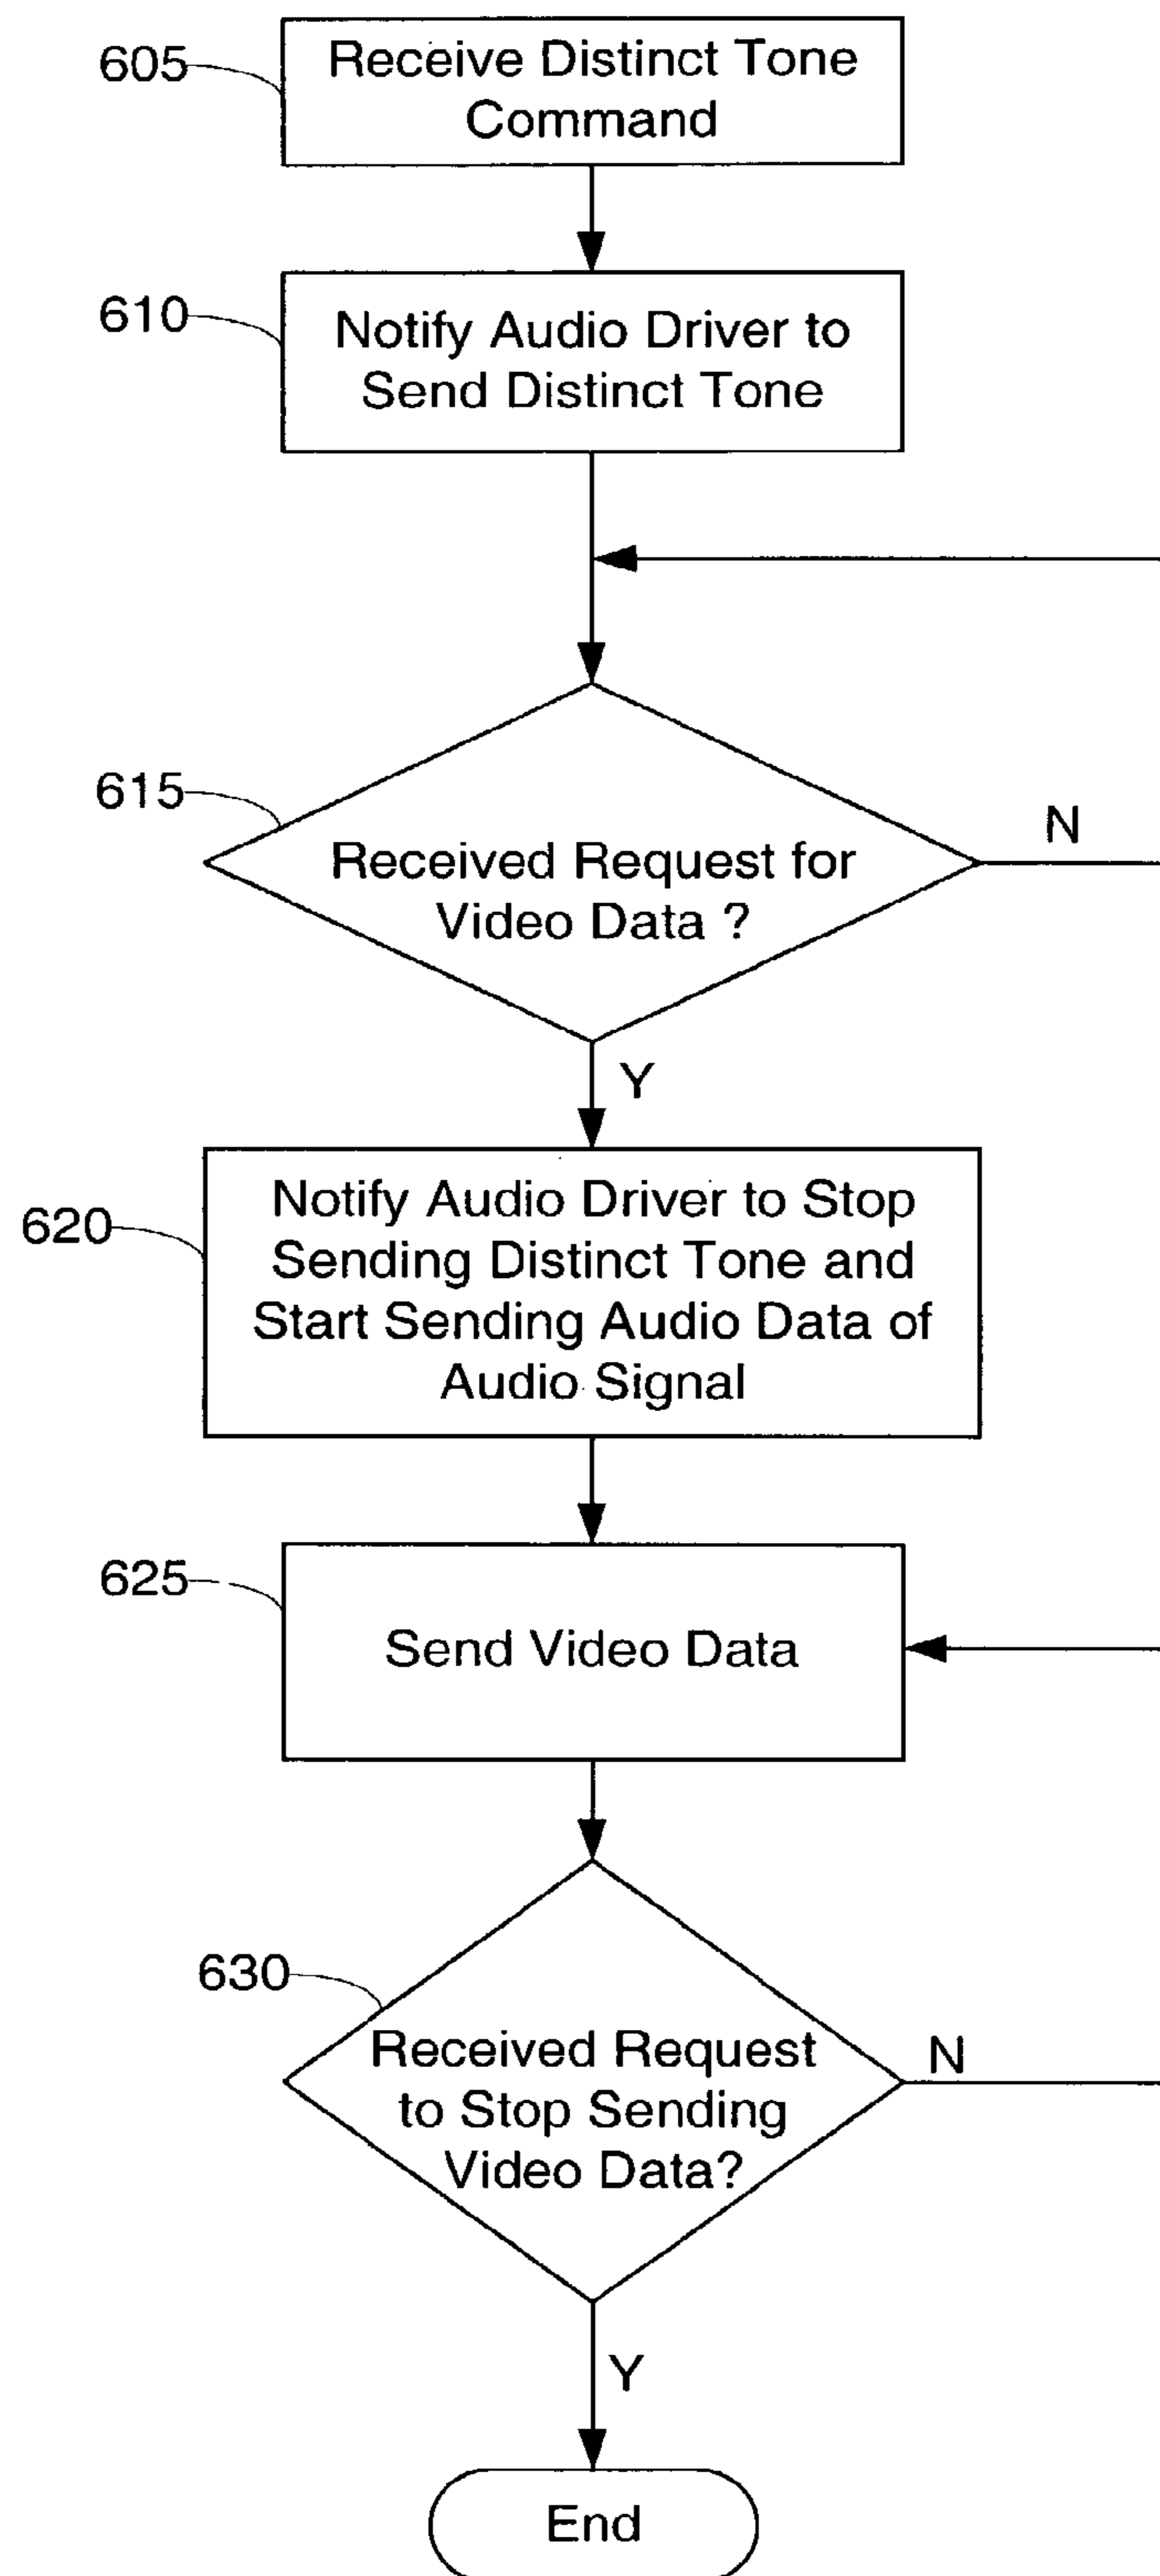 605
Receive Distinct Tone
Command
610
Notify Audio Driver to
Send Distinct Tone
615
Received Request for
Video Data ?
N
Y
620
Notify Audio Driver to Stop
Sending Distinct Tone and
Start Sending Audio Data of
Audio Signal
625
Send Video Data
630
Received Request
to Stop Sending
Video Data?
N
Y
End